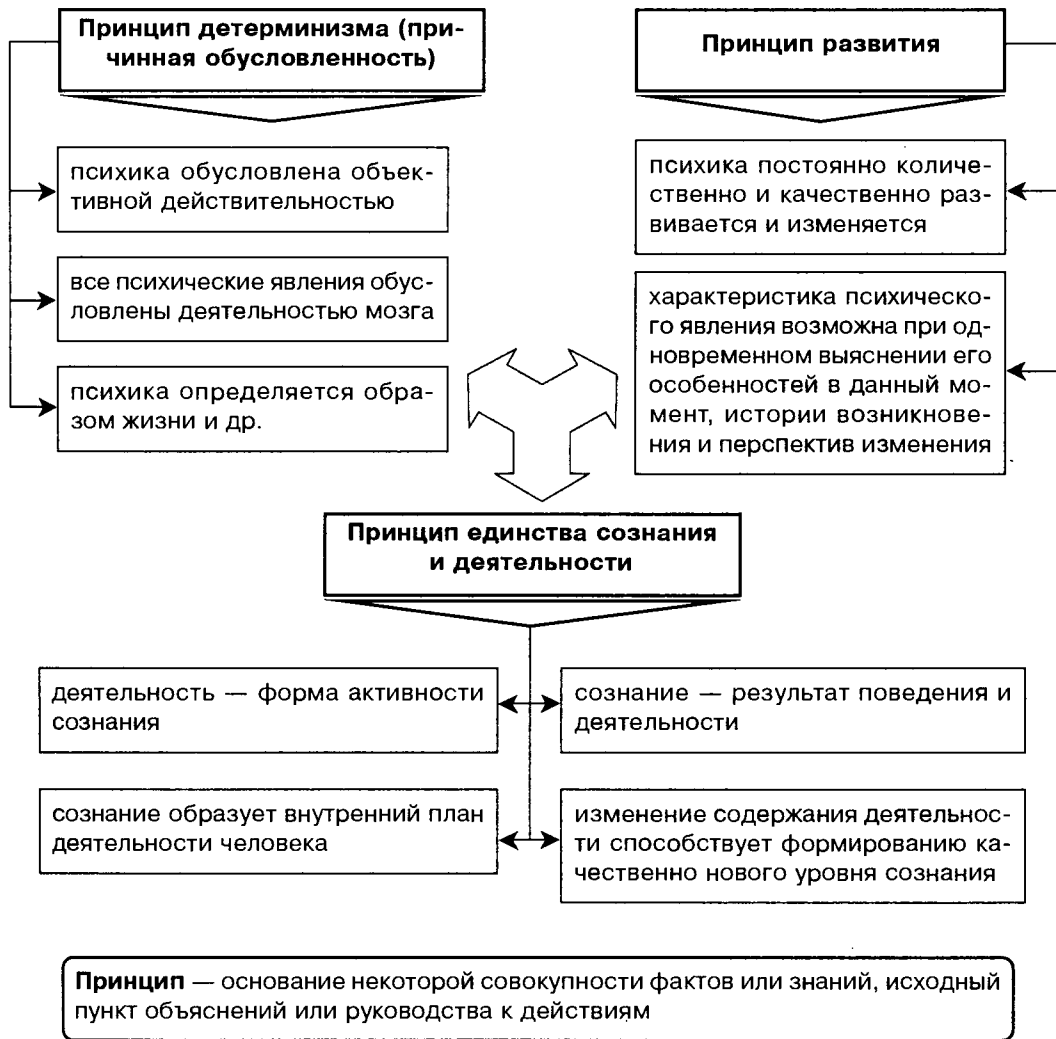 Принцип детерминизма (при-
чинная обусловленность)
психика обусловлена объек-
тивной действительностью
все психические явления обус-
ловлены деятельностью мозга
психика определяется обра-
зом жизни и др.
Принцип развития
психика постоянно количе-
ственно и качественно раз-
вивается и изменяется
характеристика психическо-
го явления возможна при од-
новременном выяснении его
особенностей в данный мо-
мент, истории возникнове-
ния и перспектив изменения
Принцип единства сознания
и деятельности
деятельность — форма активности
сознания
сознание — результат поведения и
деятельности
сознание образует внутренний план
деятельности человека
изменение содержания деятельнос-
ти способствует формированию ка-
чественно нового уровня сознания
Принцип — основание некоторой совокупности фактов или знаний, исходный
пункт объяснений или руководства к действиям